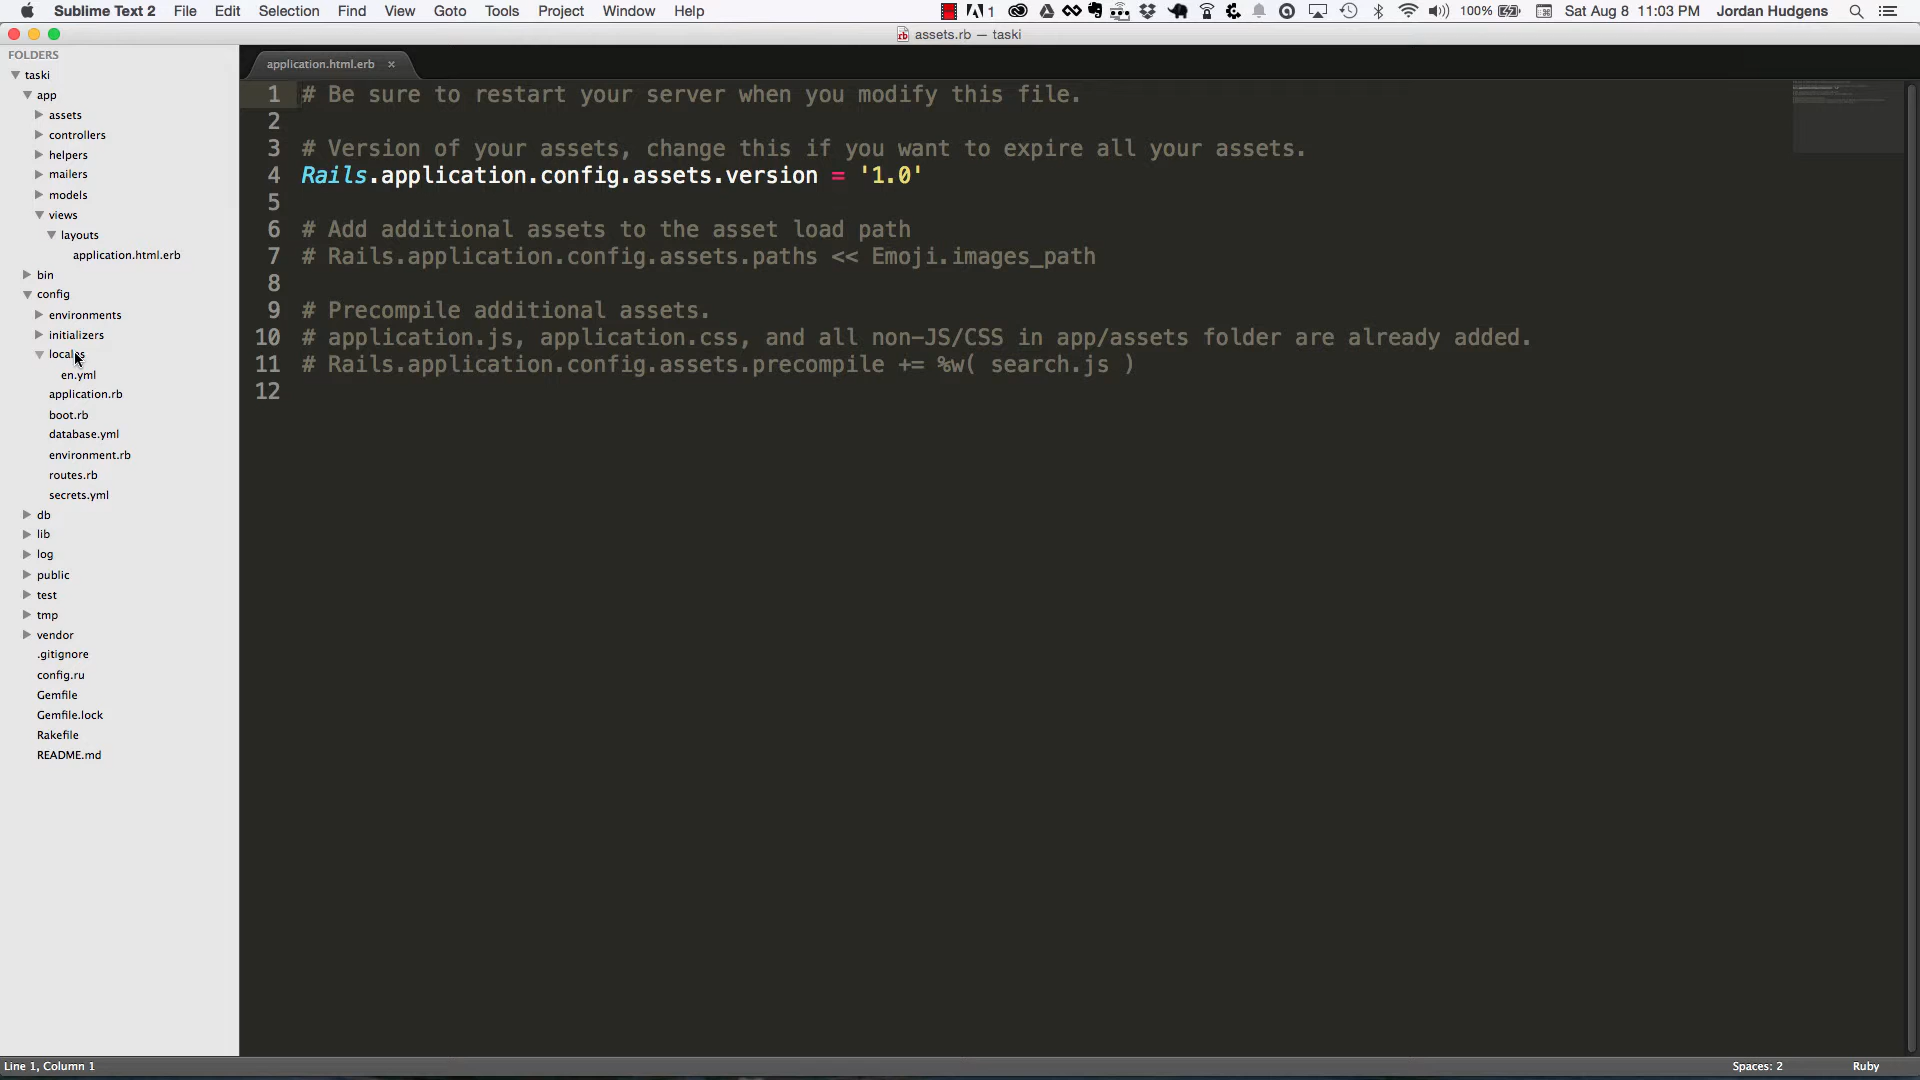 Sublime Text 2 File Edit Selection Find View Goto Tools Project Window Help 1 100% Sat Aug 8 11:03 PM Jordan Hudgens
assets.rb — taski
FOLDERS
taski
app
assets
controllers
helpers
mailers
models
views
layouts
application.html.erb
bin
config
environments
initializers
locales
en.yml
application.rb
boot.rb
database.yml
environment.rb
routes.rb
secrets.yml
db
lib
log
public
test
tmp
vendor
.gitignore
config.ru
Gemfile
Gemfile.lock
Rakefile
README.md
application.html.erb ×
1 # Be sure to restart your server when you modify this file.
2
3 # Version of your assets, change this if you want to expire all your assets.
4 Rails.application.config.assets.version = '1.0'
5
6 # Add additional assets to the asset load path
7 # Rails.application.config.assets.paths << Emoji.images_path
8
9 # Precompile additional assets.
10 # application.js, application.css, and all non-JS/CSS in app/assets folder are already added.
11 # Rails.application.config.assets.precompile += %w( search.js )
12
Line 1, Column 1 Spaces: 2 Ruby